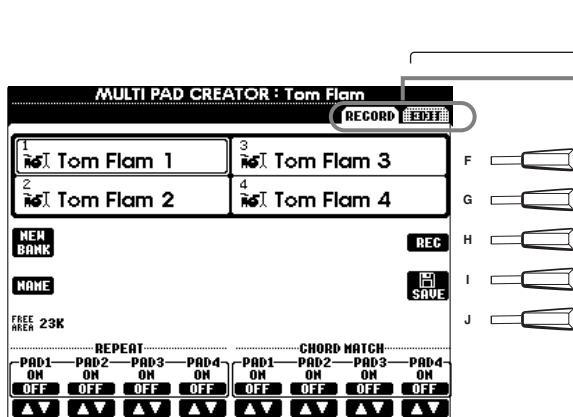 MULTI PAD CREATOR : Tom Flam
RECORD EDIT
1 Tom Flam 1
3 Tom Flam 3
2 Tom Flam 2
4 Tom Flam 4
NEW BANK
REC
NAME
SAVE
FREE AREA 23K
REPEAT CHORD MATCH
PAD1 PAD2 PAD3 PAD4 PAD1 PAD2 PAD3 PAD4
ON ON ON ON ON ON ON ON
OFF OFF OFF OFF OFF OFF OFF OFF
F
G
H
I
J